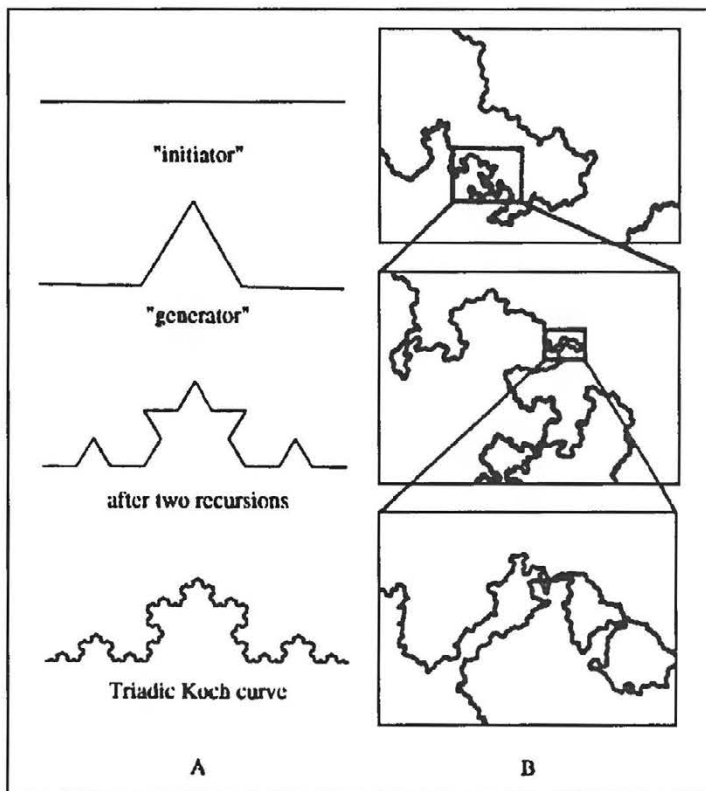 "initiator"
"generator"
after two recursions
Triadic Koch curve
A
B